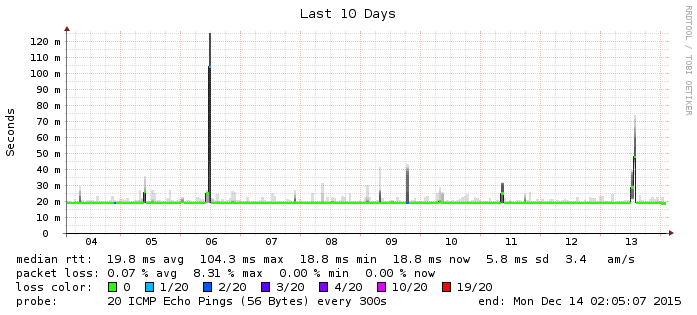 Last 10 Days
RRDTOOL / TOBI OETIKER
Seconds
120 m
110 m
100 m
90 m
80 m
70 m
60 m
50 m
40 m
30 m
20 m
10 m
0
04 05 06 07 08 09 10 11 12 13
median rtt: 19.8 ms avg 104.3 ms max 18.8 ms min 18.8 ms now 5.8 ms sd 3.4 am/s
packet loss: 0.07 % avg 8.31 % max 0.00 % min 0.00 % now
loss color: 0 1/20 2/20 3/20 4/20 10/20 19/20
probe: 20 ICMP Echo Pings (56 Bytes) every 300s end: Mon Dec 14 02:05:07 2015